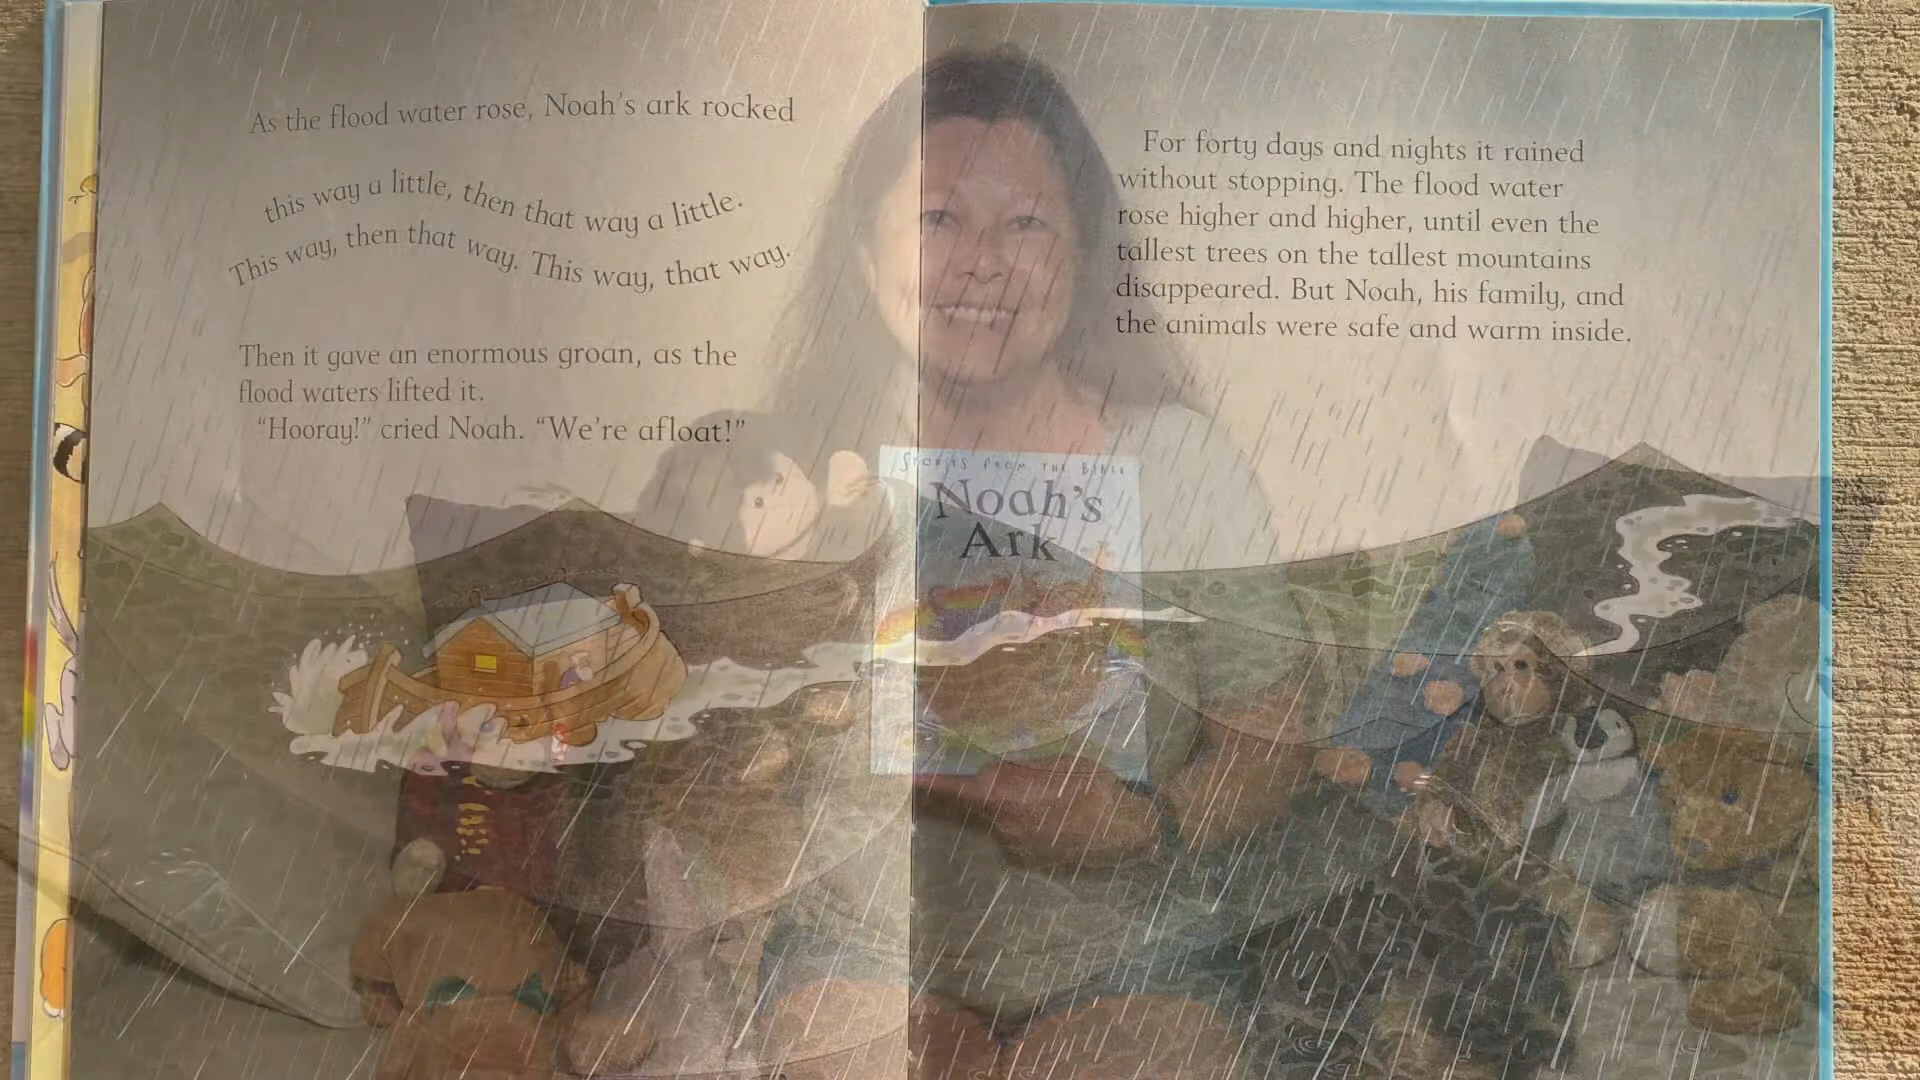 As the flood water rose, Noah's ark rocked
this way a little, then that way a little.
This way, then that way. This way, that way.
Then it gave an enormous groan, as the
flood waters lifted it.
“Hooray!” cried Noah. “We're afloat!”
For forty days and nights it rained
without stopping. The flood water
rose higher and higher, until even the
tallest trees on the tallest mountains
disappeared. But Noah, his family, and
the animals were safe and warm inside.
STORIES FROM THE BIBLE
Noah's
Ark